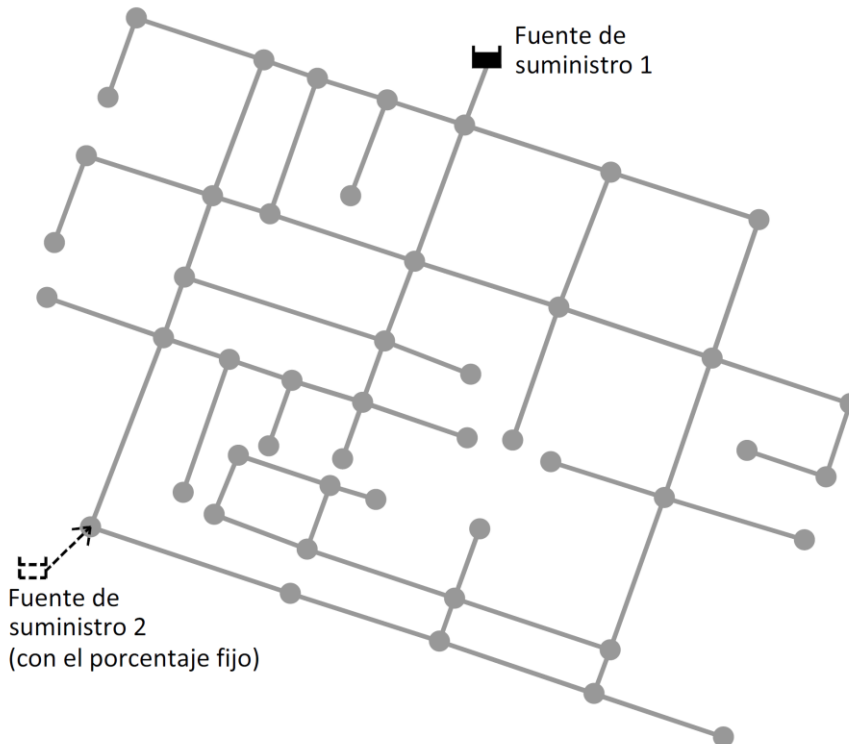 Fuente de
suministro 1
Fuente de
suministro 2
(con el porcentaje fijo)